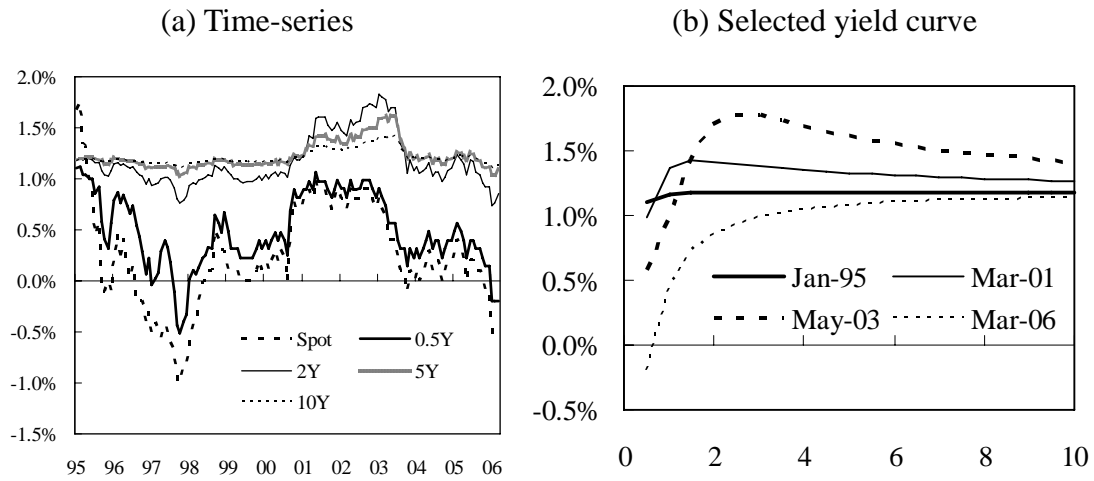 (a) Time-series
2.0%
1.5%
1.0%
0.5%
0.0%
-0.5%
-1.0%
-1.5%
Spot 0.5Y
2Y 5Y
10Y
95 96 97 98 99 00 01 02 03 04 05 06
(b) Selected yield curve
2.0%
1.5%
1.0%
0.5%
0.0%
-0.5%
Jan-95 Mar-01
May-03 Mar-06
0 2 4 6 8 10